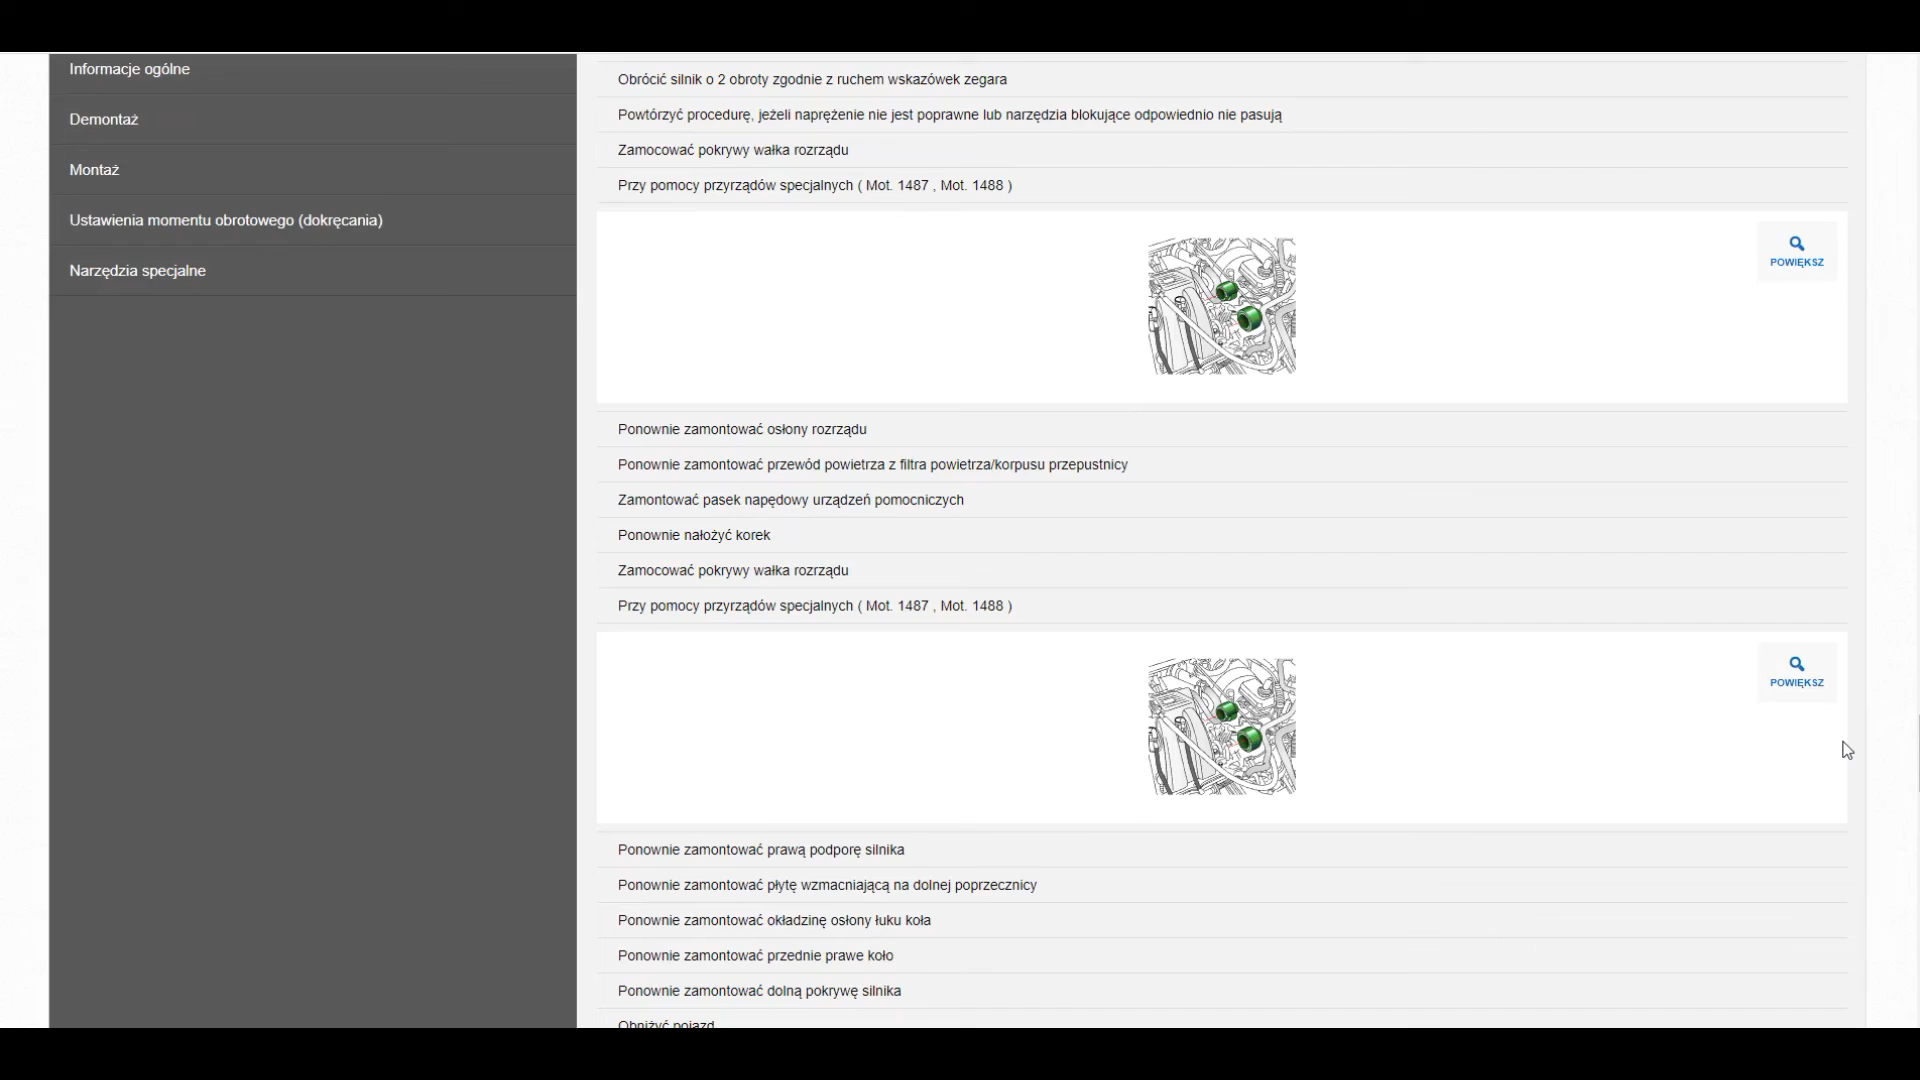 Informacje ogólne
Demontaż
Montaż
Ustawienia momentu obrotowego (dokręcania)
Narzędzia specjalne
Obrócić silnik o 2 obroty zgodnie z ruchem wskazówek zegara
Powtórzyć procedurę, jeżeli naprężenie nie jest poprawne lub narzędzia blokujące odpowiednio nie pasują
Zamocować pokrywy wałka rozrządu
Przy pomocy przyrządów specjalnych ( Mot. 1487 , Mot. 1488 )
POWIĘKSZ
Ponownie zamontować osłony rozrządu
Ponownie zamontować przewód powietrza z filtra powietrza/korpusu przepustnicy
Zamontować pasek napędowy urządzeń pomocniczych
Ponownie nałożyć korek
Zamocować pokrywy wałka rozrządu
Przy pomocy przyrządów specjalnych ( Mot. 1487 , Mot. 1488 )
POWIĘKSZ
Ponownie zamontować prawą podporę silnika
Ponownie zamontować płytę wzmacniającą na dolnej poprzecznicy
Ponownie zamontować okładzinę osłony łuku koła
Ponownie zamontować przednie prawe koło
Ponownie zamontować dolną pokrywę silnika
Obniżyć pojazd